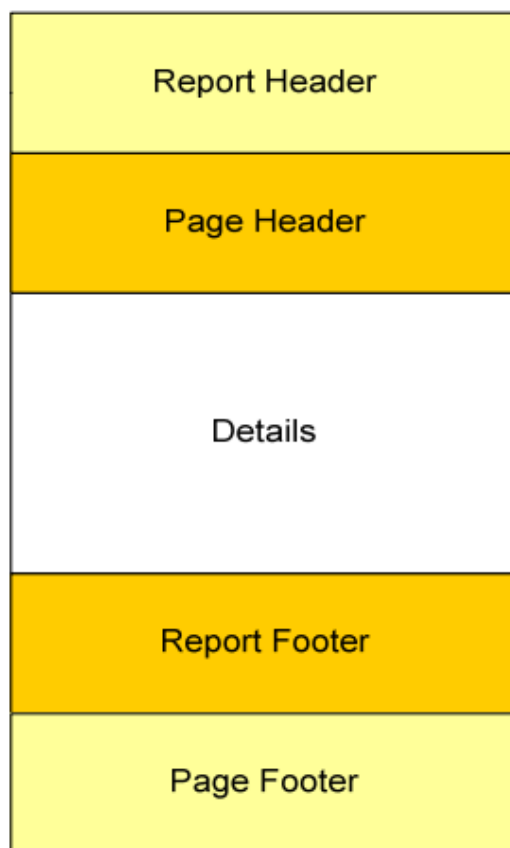 Report Header
Page Header
Details
Report Footer
Page Footer